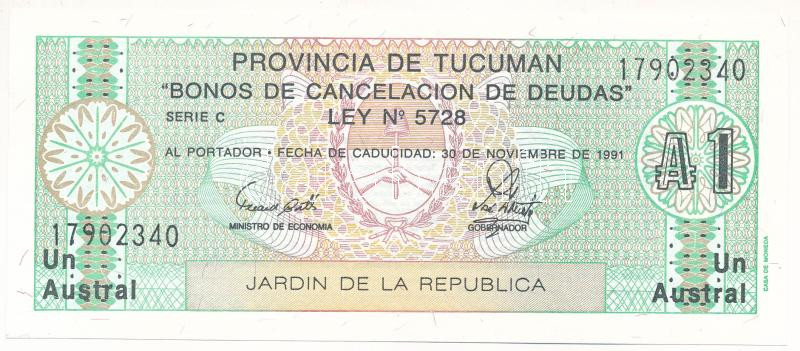 PROVINCIA DE TUCUMAN
17902340
"BONOS DE CANCELACION DE DEUDAS"
SERIE C
LEY Nº 5728
AL PORTADOR • FECHA DE CADUCIDAD: 30 DE NOVIEMBRE DE 1991
₳ 1
MINISTRO DE ECONOMIA
GOBERNADOR
17902340
Un
Austral
JARDIN DE LA REPUBLICA
Un
Austral
CASA DE MONEDA